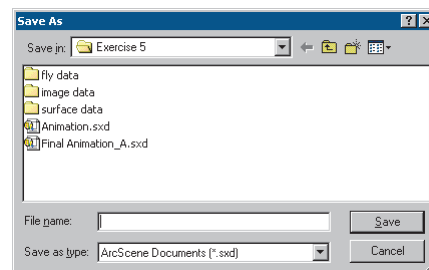 Save As
Save in: Exercise 5
fly data
image data
surface data
Animation.sxd
Final Animation_A.sxd
File name: Save
Save as type: ArcScene Documents (*.sxd) Cancel